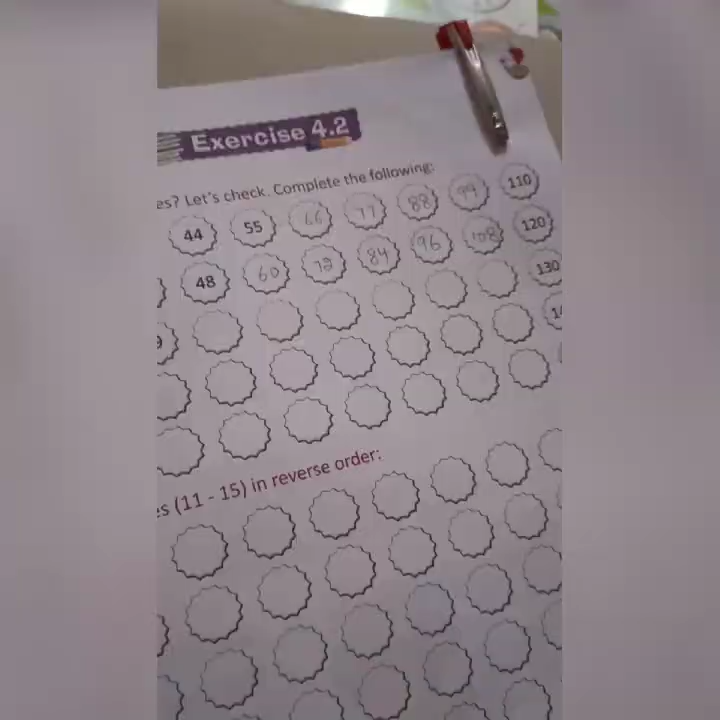 Exercise 4.2
es? Let's check. Complete the following:
44 55 66 77 88 99 110
48 60 72 84 96 108 120
9 130
(11 - 15) in reverse order: